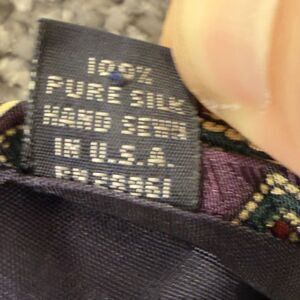 100%
PURE SILK
HAND SEWN
IN U.S.A.